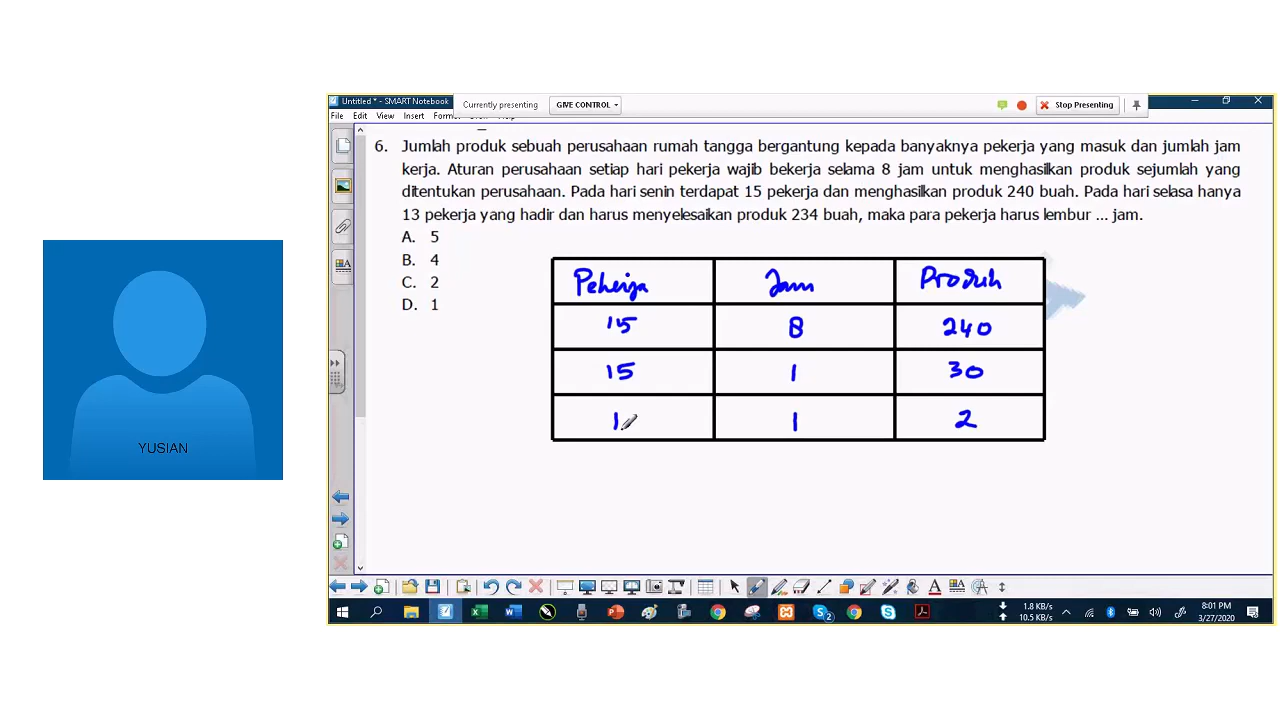 Untitled * - SMART Notebook
Currently presenting
GIVE CONTROL
Stop Presenting
File Edit View Insert
6. Jumlah produk sebuah perusahaan rumah tangga bergantung kepada banyaknya pekerja yang masuk dan jumlah jam
kerja. Aturan perusahaan setiap hari pekerja wajib bekerja selama 8 jam untuk menghasilkan produk sejumlah yang
ditentukan perusahaan. Pada hari senin terdapat 15 pekerja dan menghasilkan produk 240 buah. Pada hari selasa hanya
13 pekerja yang hadir dan harus menyelesaikan produk 234 buah, maka para pekerja harus lembur ... jam.
A. 5
B. 4
C. 2
D. 1
Pekerja Jam Produk
15 8 240
15 1 30
1 1 2
YUSIAN
1.8 KB/s
10.5 KB/s
8:01 PM
3/27/2020